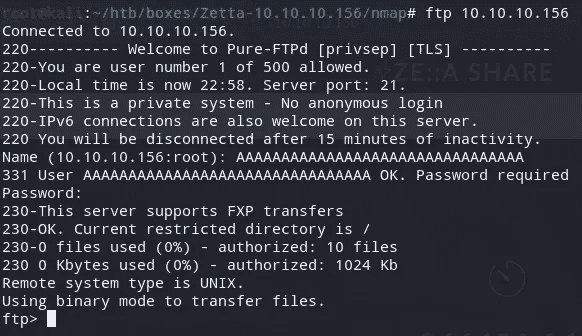 root@kali:~/htb/boxes/Zetta-10.10.10.156/nmap# ftp 10.10.10.156
Connected to 10.10.10.156.
220---------- Welcome to Pure-FTPd [privsep] [TLS] ----------
220-You are user number 1 of 500 allowed.
220-Local time is now 22:58. Server port: 21.
ZE::A SHARE
220-This is a private system - No anonymous login
220-IPv6 connections are also welcome on this server.
220 You will be disconnected after 15 minutes of inactivity.
Name (10.10.10.156:root): AAAAAAAAAAAAAAAAAAAAAAAAAAAAAAAA
331 User AAAAAAAAAAAAAAAAAAAAAAAAAAAAAAAA OK. Password required
Password:
230-This server supports FXP transfers
230-OK. Current restricted directory is /
230-0 files used (0%) - authorized: 10 files
230 0 Kbytes used (0%) - authorized: 1024 Kb
Remote system type is UNIX.
Using binary mode to transfer files.
ftp>